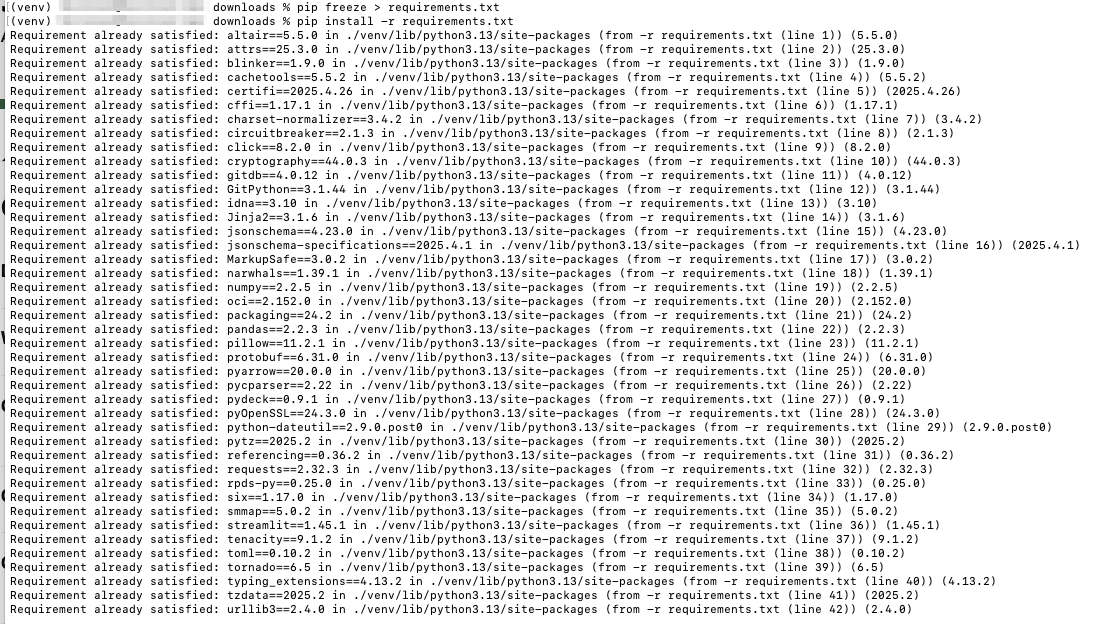 (venv) downloads % pip freeze > requirements.txt
(venv) downloads % pip install -r requirements.txt
Requirement already satisfied: altair==5.5.0 in ./venv/lib/python3.13/site-packages (from -r requirements.txt (line 1)) (5.5.0)
Requirement already satisfied: attrs==25.3.0 in ./venv/lib/python3.13/site-packages (from -r requirements.txt (line 2)) (25.3.0)
Requirement already satisfied: blinker==1.9.0 in ./venv/lib/python3.13/site-packages (from -r requirements.txt (line 3)) (1.9.0)
Requirement already satisfied: cachetools==5.5.2 in ./venv/lib/python3.13/site-packages (from -r requirements.txt (line 4)) (5.5.2)
Requirement already satisfied: certifi==2025.4.26 in ./venv/lib/python3.13/site-packages (from -r requirements.txt (line 5)) (2025.4.26)
Requirement already satisfied: cffi==1.17.1 in ./venv/lib/python3.13/site-packages (from -r requirements.txt (line 6)) (1.17.1)
Requirement already satisfied: charset-normalizer==3.4.2 in ./venv/lib/python3.13/site-packages (from -r requirements.txt (line 7)) (3.4.2)
Requirement already satisfied: circuitbreaker==2.1.3 in ./venv/lib/python3.13/site-packages (from -r requirements.txt (line 8)) (2.1.3)
Requirement already satisfied: click==8.2.0 in ./venv/lib/python3.13/site-packages (from -r requirements.txt (line 9)) (8.2.0)
Requirement already satisfied: cryptography==44.0.3 in ./venv/lib/python3.13/site-packages (from -r requirements.txt (line 10)) (44.0.3)
Requirement already satisfied: gitdb==4.0.12 in ./venv/lib/python3.13/site-packages (from -r requirements.txt (line 11)) (4.0.12)
Requirement already satisfied: GitPython==3.1.44 in ./venv/lib/python3.13/site-packages (from -r requirements.txt (line 12)) (3.1.44)
Requirement already satisfied: idna==3.10 in ./venv/lib/python3.13/site-packages (from -r requirements.txt (line 13)) (3.10)
Requirement already satisfied: Jinja2==3.1.6 in ./venv/lib/python3.13/site-packages (from -r requirements.txt (line 14)) (3.1.6)
Requirement already satisfied: jsonschema==4.23.0 in ./venv/lib/python3.13/site-packages (from -r requirements.txt (line 15)) (4.23.0)
Requirement already satisfied: jsonschema-specifications==2025.4.1 in ./venv/lib/python3.13/site-packages (from -r requirements.txt (line 16)) (2025.4.1)
Requirement already satisfied: MarkupSafe==3.0.2 in ./venv/lib/python3.13/site-packages (from -r requirements.txt (line 17)) (3.0.2)
Requirement already satisfied: narwhals==1.39.1 in ./venv/lib/python3.13/site-packages (from -r requirements.txt (line 18)) (1.39.1)
Requirement already satisfied: numpy==2.2.5 in ./venv/lib/python3.13/site-packages (from -r requirements.txt (line 19)) (2.2.5)
Requirement already satisfied: oci==2.152.0 in ./venv/lib/python3.13/site-packages (from -r requirements.txt (line 20)) (2.152.0)
Requirement already satisfied: packaging==24.2 in ./venv/lib/python3.13/site-packages (from -r requirements.txt (line 21)) (24.2)
Requirement already satisfied: pandas==2.2.3 in ./venv/lib/python3.13/site-packages (from -r requirements.txt (line 22)) (2.2.3)
Requirement already satisfied: pillow==11.2.1 in ./venv/lib/python3.13/site-packages (from -r requirements.txt (line 23)) (11.2.1)
Requirement already satisfied: protobuf==6.31.0 in ./venv/lib/python3.13/site-packages (from -r requirements.txt (line 24)) (6.31.0)
Requirement already satisfied: pyarrow==20.0.0 in ./venv/lib/python3.13/site-packages (from -r requirements.txt (line 25)) (20.0.0)
Requirement already satisfied: pycparser==2.22 in ./venv/lib/python3.13/site-packages (from -r requirements.txt (line 26)) (2.22)
Requirement already satisfied: pydeck==0.9.1 in ./venv/lib/python3.13/site-packages (from -r requirements.txt (line 27)) (0.9.1)
Requirement already satisfied: pyOpenSSL==24.3.0 in ./venv/lib/python3.13/site-packages (from -r requirements.txt (line 28)) (24.3.0)
Requirement already satisfied: python-dateutil==2.9.0.post0 in ./venv/lib/python3.13/site-packages (from -r requirements.txt (line 29)) (2.9.0.post0)
Requirement already satisfied: pytz==2025.2 in ./venv/lib/python3.13/site-packages (from -r requirements.txt (line 30)) (2025.2)
Requirement already satisfied: referencing==0.36.2 in ./venv/lib/python3.13/site-packages (from -r requirements.txt (line 31)) (0.36.2)
Requirement already satisfied: requests==2.32.3 in ./venv/lib/python3.13/site-packages (from -r requirements.txt (line 32)) (2.32.3)
Requirement already satisfied: rpds-py==0.25.0 in ./venv/lib/python3.13/site-packages (from -r requirements.txt (line 33)) (0.25.0)
Requirement already satisfied: six==1.17.0 in ./venv/lib/python3.13/site-packages (from -r requirements.txt (line 34)) (1.17.0)
Requirement already satisfied: smmap==5.0.2 in ./venv/lib/python3.13/site-packages (from -r requirements.txt (line 35)) (5.0.2)
Requirement already satisfied: streamlit==1.45.1 in ./venv/lib/python3.13/site-packages (from -r requirements.txt (line 36)) (1.45.1)
Requirement already satisfied: tenacity==9.1.2 in ./venv/lib/python3.13/site-packages (from -r requirements.txt (line 37)) (9.1.2)
Requirement already satisfied: toml==0.10.2 in ./venv/lib/python3.13/site-packages (from -r requirements.txt (line 38)) (0.10.2)
Requirement already satisfied: tornado==6.5 in ./venv/lib/python3.13/site-packages (from -r requirements.txt (line 39)) (6.5)
Requirement already satisfied: typing_extensions==4.13.2 in ./venv/lib/python3.13/site-packages (from -r requirements.txt (line 40)) (4.13.2)
Requirement already satisfied: tzdata==2025.2 in ./venv/lib/python3.13/site-packages (from -r requirements.txt (line 41)) (2025.2)
Requirement already satisfied: urllib3==2.4.0 in ./venv/lib/python3.13/site-packages (from -r requirements.txt (line 42)) (2.4.0)